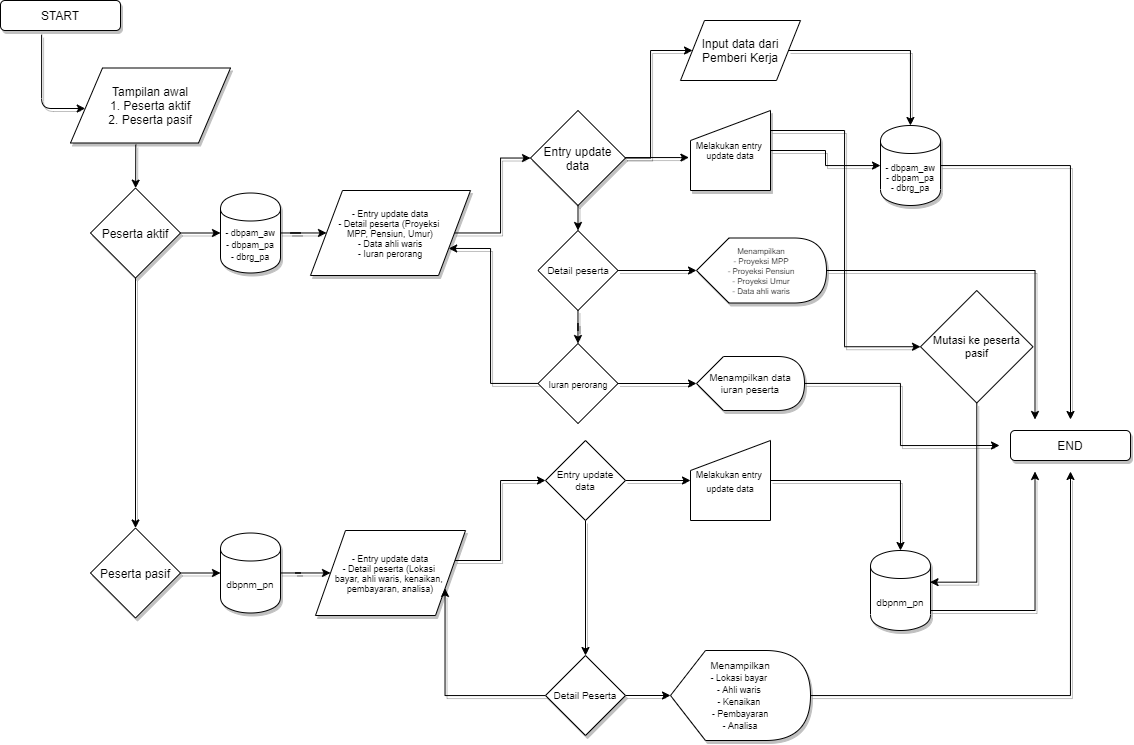 START
Tampilan awal
1. Peserta aktif
2. Peserta pasif
Peserta aktif
- dbpam_aw
- dbpam_pa
- dbrg_pa
- Entry update data
- Detail peserta (Proyeksi
MPP, Pensiun, Umur)
- Data ahli waris
- Iuran perorang
Entry update
data
Input data dari
Pemberi Kerja
Melakukan entry
update data
- dbpam_aw
- dbpam_pa
- dbrg_pa
Detail peserta
Menampilkan
- Proyeksi MPP
- Proyeksi Pensiun
- Proyeksi Umur
- Data ahli waris
Mutasi ke peserta
pasif
Iuran perorang
Menampilkan data
iuran peserta
END
Peserta pasif
dbpnm_pn
- Entry update data
- Detail peserta (Lokasi
bayar, ahli waris, kenaikan,
pembayaran, analisa)
Entry update
data
Melakukan entry
update data
dbpnm_pn
Detail Peserta
Menampilkan
- Lokasi bayar
- Ahli waris
- Kenaikan
- Pembayaran
- Analisa